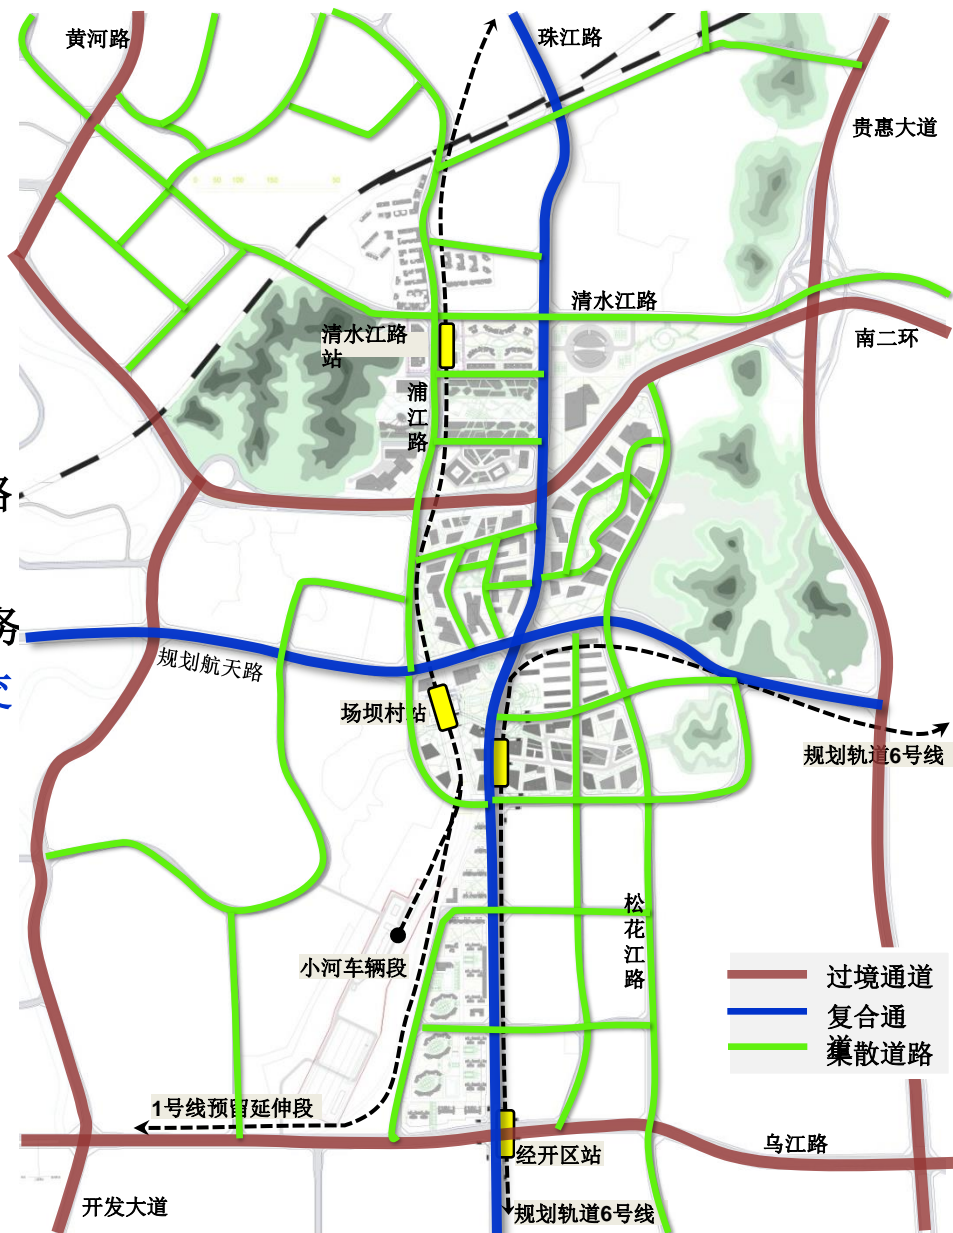 黄河路
珠江路
贵惠大道
清水江路
南二环
清水江路
站
浦
江
路
路
务
规划航天路
场坝村站
规划轨道6号线
松
花
江
路
小河车辆段
过境通道
复合通
道
集散道路
1号线预留延伸段
经开区站
乌江路
开发大道
规划轨道6号线